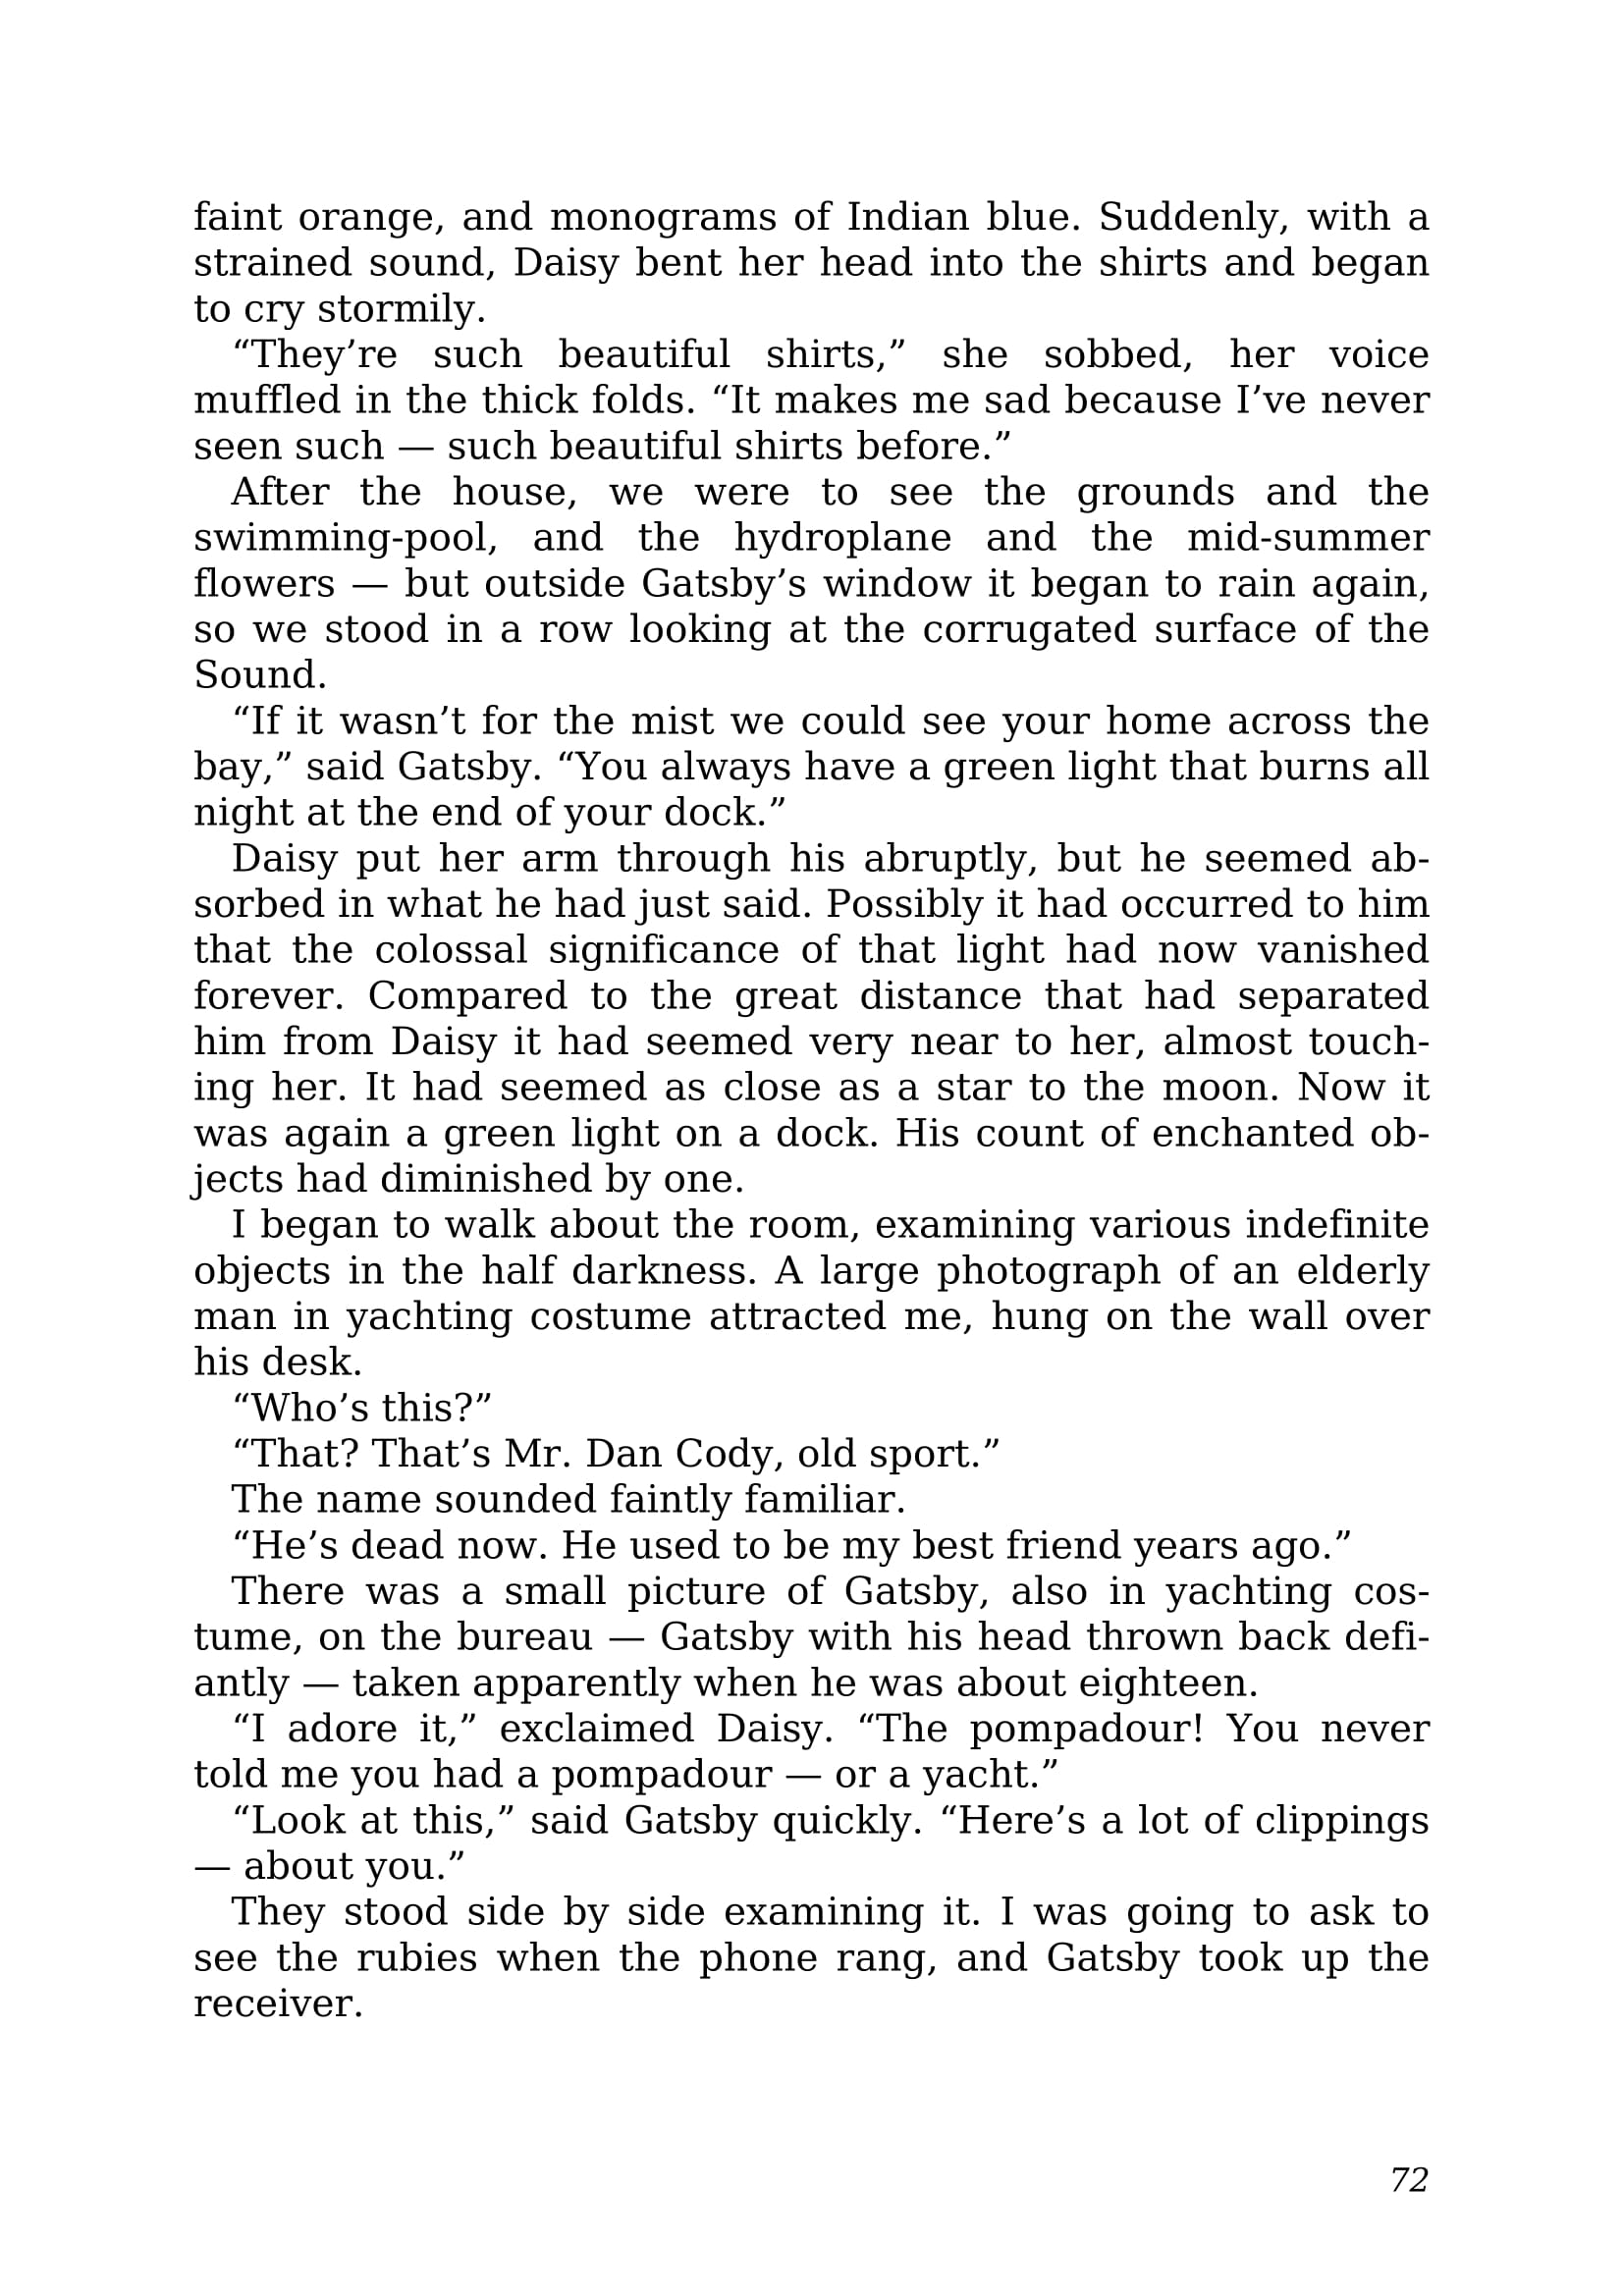 faint orange, and monograms of Indian blue. Suddenly, with a
strained sound, Daisy bent her head into the shirts and began
to cry stormily.
“They’re such beautiful shirts,” she sobbed, her voice
muffled in the thick folds. “It makes me sad because I’ve never
seen such — such beautiful shirts before.”
After the house, we were to see the grounds and the
swimming-pool, and the hydroplane and the mid-summer
flowers — but outside Gatsby’s window it began to rain again,
so we stood in a row looking at the corrugated surface of the
Sound.
“If it wasn’t for the mist we could see your home across the
bay,” said Gatsby. “You always have a green light that burns all
night at the end of your dock.”
Daisy put her arm through his abruptly, but he seemed ab-
sorbed in what he had just said. Possibly it had occurred to him
that the colossal significance of that light had now vanished
forever. Compared to the great distance that had separated
him from Daisy it had seemed very near to her, almost touch-
ing her. It had seemed as close as a star to the moon. Now it
was again a green light on a dock. His count of enchanted ob-
jects had diminished by one.
I began to walk about the room, examining various indefinite
objects in the half darkness. A large photograph of an elderly
man in yachting costume attracted me, hung on the wall over
his desk.
“Who’s this?”
“That? That’s Mr. Dan Cody, old sport.”
The name sounded faintly familiar.
“He’s dead now. He used to be my best friend years ago.”
There was a small picture of Gatsby, also in yachting cos-
tume, on the bureau — Gatsby with his head thrown back defi-
antly — taken apparently when he was about eighteen.
“I adore it,” exclaimed Daisy. “The pompadour! You never
told me you had a pompadour — or a yacht.”
“Look at this,” said Gatsby quickly. “Here’s a lot of clippings
— about you.”
They stood side by side examining it. I was going to ask to
see the rubies when the phone rang, and Gatsby took up the
receiver.
72